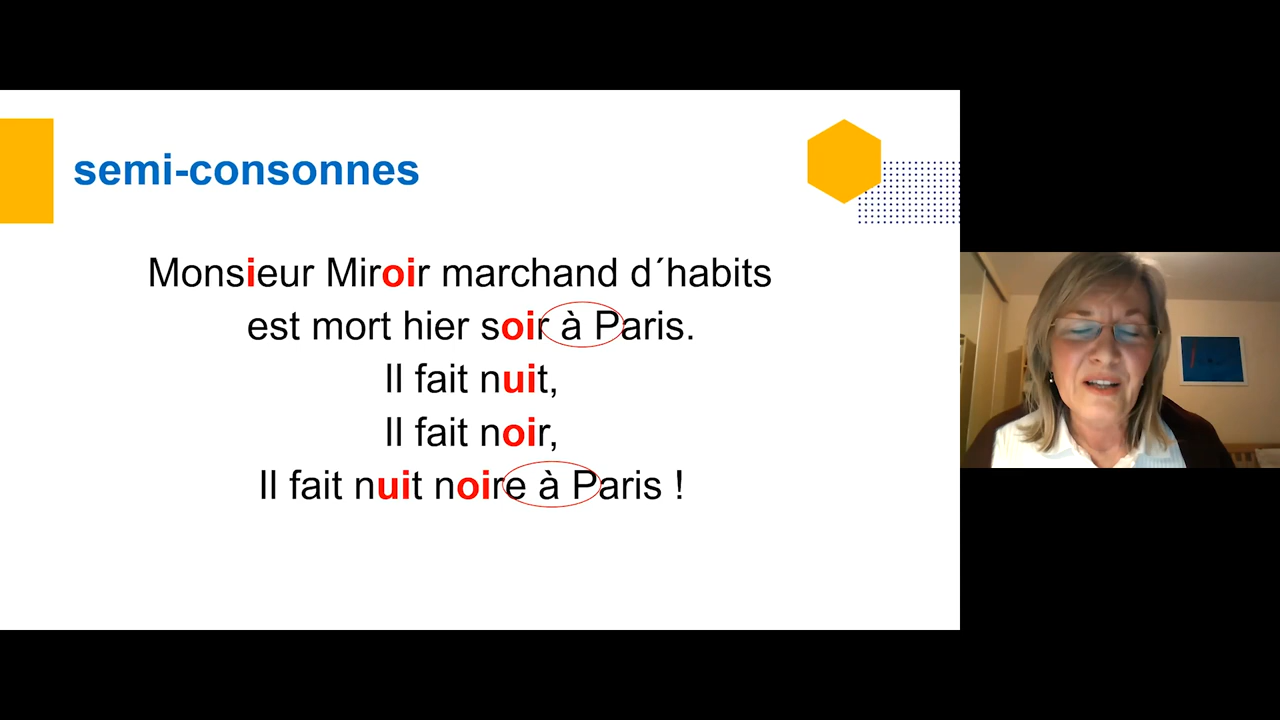 semi-consonnes
Monsieur Miroir marchand d´habits
est mort hier soir à Paris.
Il fait nuit,
Il fait noir,
Il fait nuit noire à Paris !